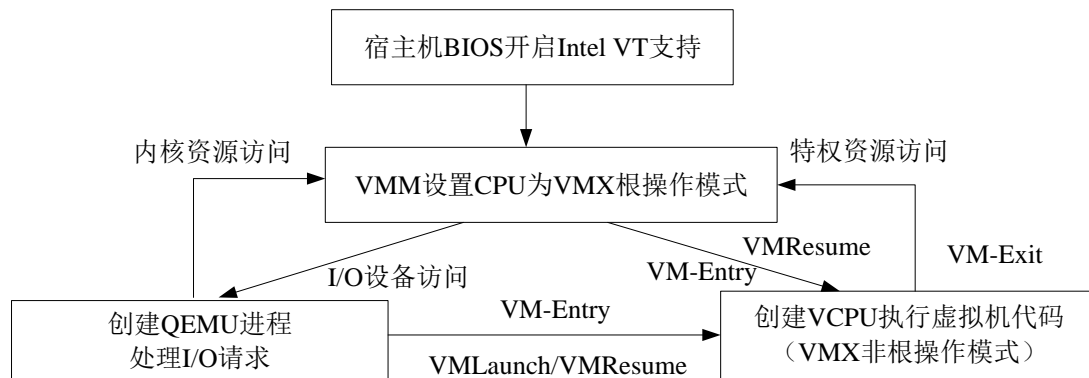 宿主机BIOS开启Intel VT支持
内核资源访问
特权资源访问
VMM设置CPU为VMX根操作模式
VMResume
VM-Exit
I/O设备访问
VM-Entry
创建QEMU进程
处理I/O请求
VM-Entry
VMLaunch/VMResume
创建VCPU执行虚拟机代码
（VMX非根操作模式）